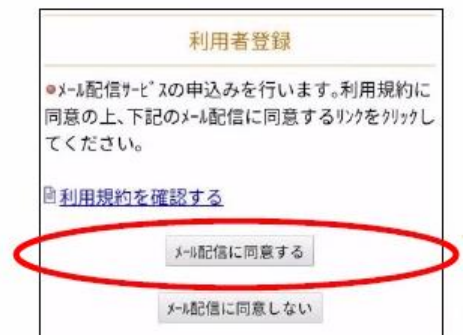 利用者登録
●ﾒｰﾙ配信ｻｰﾋﾞｽの申込みを行います。利用規約に
同意の上、下記のﾒｰﾙ配信に同意するﾘﾝｸをｸﾘｯｸし
てください。
利用規約を確認する
ﾒｰﾙ配信に同意する
ﾒｰﾙ配信に同意しない